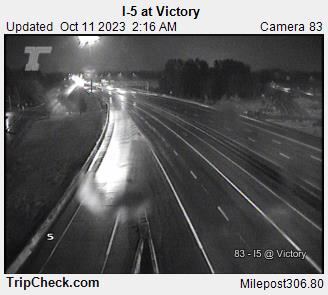 I-5 at Victory
Updated Oct 11 2023 2:16 AM Camera 83
T
S
83 - I5 @ Victory
TripCheck.com Milepost306.80